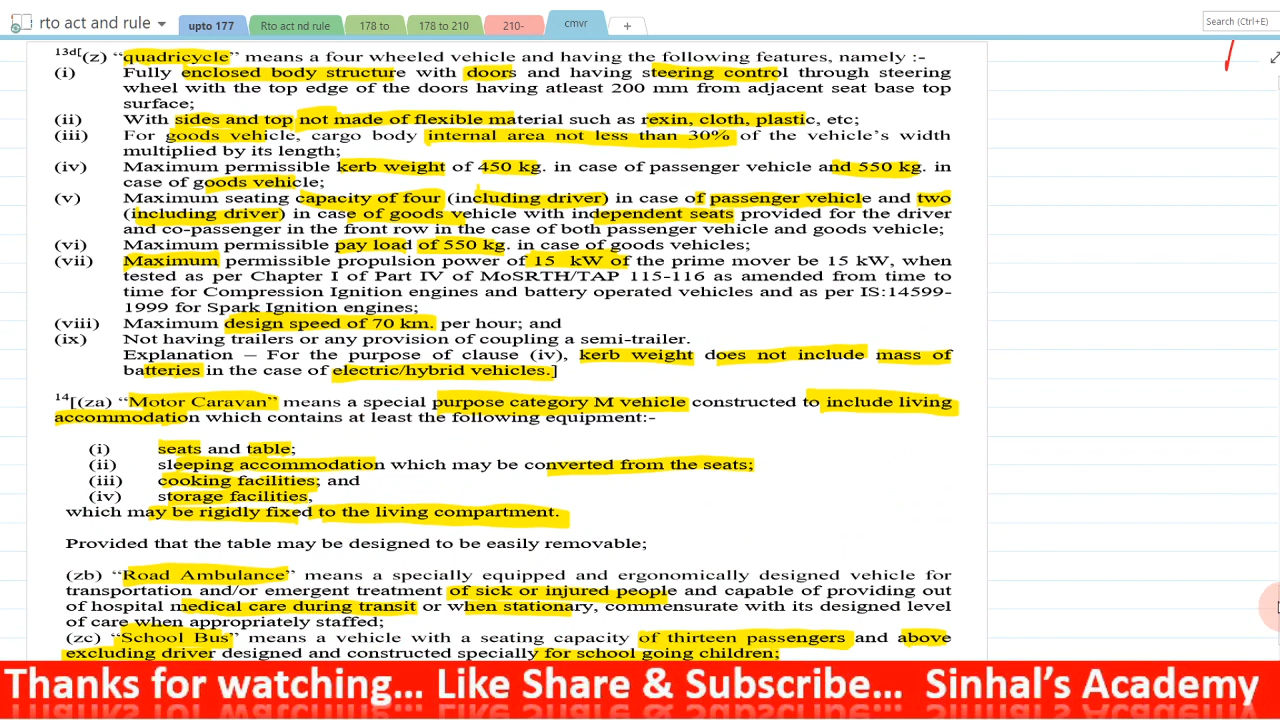 rto act and rule
upto 177
Rto act nd rule
178 to
178 to 210
210-
cmvr
+
Search (Ctrl+E)
13d[(z) “quadricycle” means a four wheeled vehicle and having the following features, namely :-
(i) Fully enclosed body structure with doors and having steering control through steering
wheel with the top edge of the doors having atleast 200 mm from adjacent seat base top
surface;
(ii) With sides and top not made of flexible material such as rexin, cloth, plastic, etc;
(iii) For goods vehicle, cargo body internal area not less than 30% of the vehicle’s width
multiplied by its length;
(iv) Maximum permissible kerb weight of 450 kg. in case of passenger vehicle and 550 kg. in
case of goods vehicle;
(v) Maximum seating capacity of four (including driver) in case of passenger vehicle and two
(including driver) in case of goods vehicle with independent seats provided for the driver
and co-passenger in the front row in the case of both passenger vehicle and goods vehicle;
(vi) Maximum permissible pay load of 550 kg. in case of goods vehicles;
(vii) Maximum permissible propulsion power of 15 kW of the prime mover be 15 kW, when
tested as per Chapter I of Part IV of MoSRTH/TAP 115-116 as amended from time to
time for Compression Ignition engines and battery operated vehicles and as per IS:14599-
1999 for Spark Ignition engines;
(viii) Maximum design speed of 70 km. per hour; and
(ix) Not having trailers or any provision of coupling a semi-trailer.
Explanation – For the purpose of clause (iv), kerb weight does not include mass of
batteries in the case of electric/hybrid vehicles.]
14[(za) “Motor Caravan” means a special purpose category M vehicle constructed to include living
accommodation which contains at least the following equipment:-
(i) seats and table;
(ii) sleeping accommodation which may be converted from the seats;
(iii) cooking facilities; and
(iv) storage facilities,
which may be rigidly fixed to the living compartment.
Provided that the table may be designed to be easily removable;
(zb) “Road Ambulance” means a specially equipped and ergonomically designed vehicle for
transportation and/or emergent treatment of sick or injured people and capable of providing out
of hospital medical care during transit or when stationary, commensurate with its designed level
of care when appropriately staffed;
(zc) “School Bus” means a vehicle with a seating capacity of thirteen passengers and above
excluding driver designed and constructed specially for school going children;
Thanks for watching... Like Share & Subscribe... Sinhal’s Academy